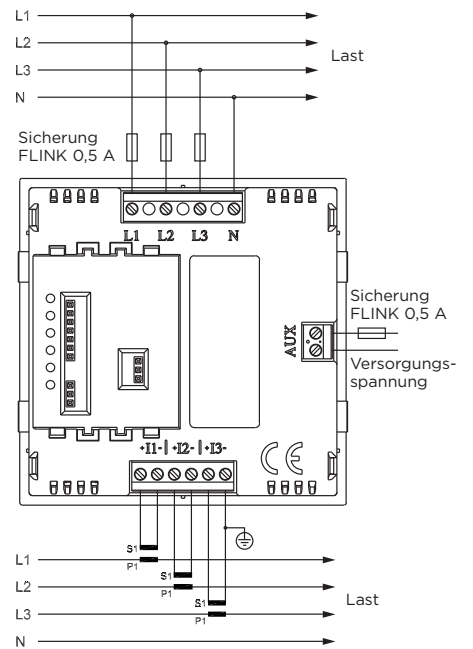 L1
L2
L3
N
Last
Sicherung
FLINK 0,5 A
L1 L2 L3 N
AUX
Sicherung
FLINK 0,5 A
Versorgungs-
spannung
+I1- | +I2- | +I3-
CE
S1
P1
S1
P1
S1
P1
L1
L2
L3
N
Last